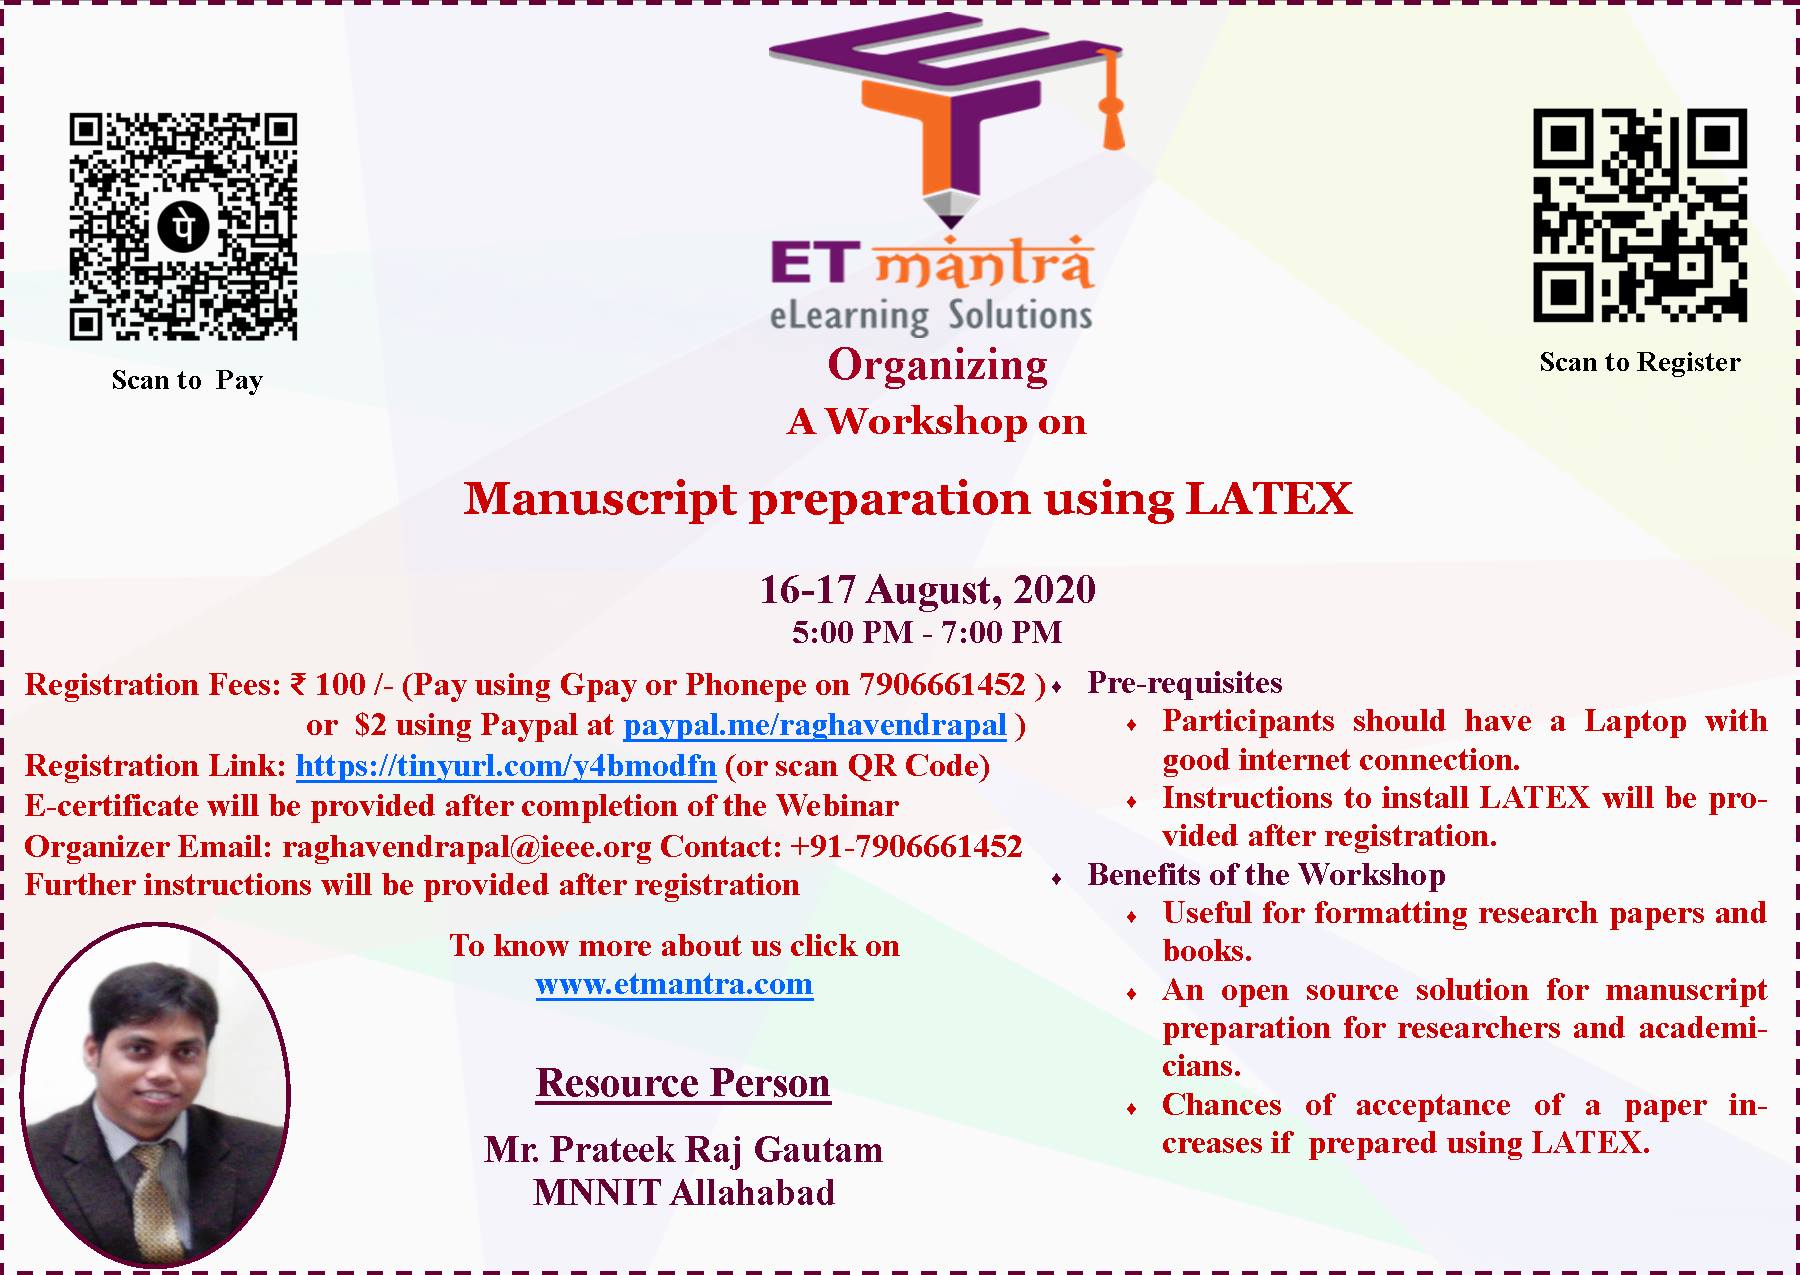 पे
ET mantra
eLearning Solutions
Scan to Pay
Scan to Register
Organizing
A Workshop on
Manuscript preparation using LATEX
16-17 August, 2020
5:00 PM - 7:00 PM
Registration Fees: ₹ 100 /- (Pay using Gpay or Phonepe on 7906661452 )
or $2 using Paypal at paypal.me/raghavendrapal )
Registration Link: https://tinyurl.com/y4bmodfn (or scan QR Code)
E-certificate will be provided after completion of the Webinar
Organizer Email: raghavendrapal@ieee.org Contact: +91-7906661452
Further instructions will be provided after registration
To know more about us click on
www.etmantra.com
Resource Person
Mr. Prateek Raj Gautam
MNNIT Allahabad
♦ Pre-requisites
♦ Participants should have a Laptop with
good internet connection.
♦ Instructions to install LATEX will be pro-
vided after registration.
♦ Benefits of the Workshop
♦ Useful for formatting research papers and
books.
♦ An open source solution for manuscript
preparation for researchers and academi-
cians.
♦ Chances of acceptance of a paper in-
creases if prepared using LATEX.